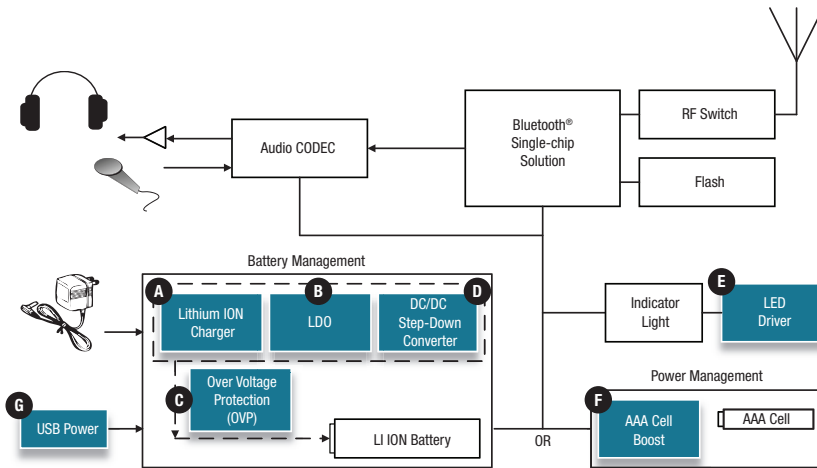 Audio CODEC
Bluetooth®
Single-chip
Solution
RF Switch
Flash
Battery Management
A
Lithium ION
Charger
B
LDO
D
DC/DC
Step-Down
Converter
Indicator
Light
E
LED
Driver
C
Over Voltage
Protection
(OVP)
G
USB Power
LI ION Battery
OR
Power Management
F
AAA Cell
Boost
AAA Cell